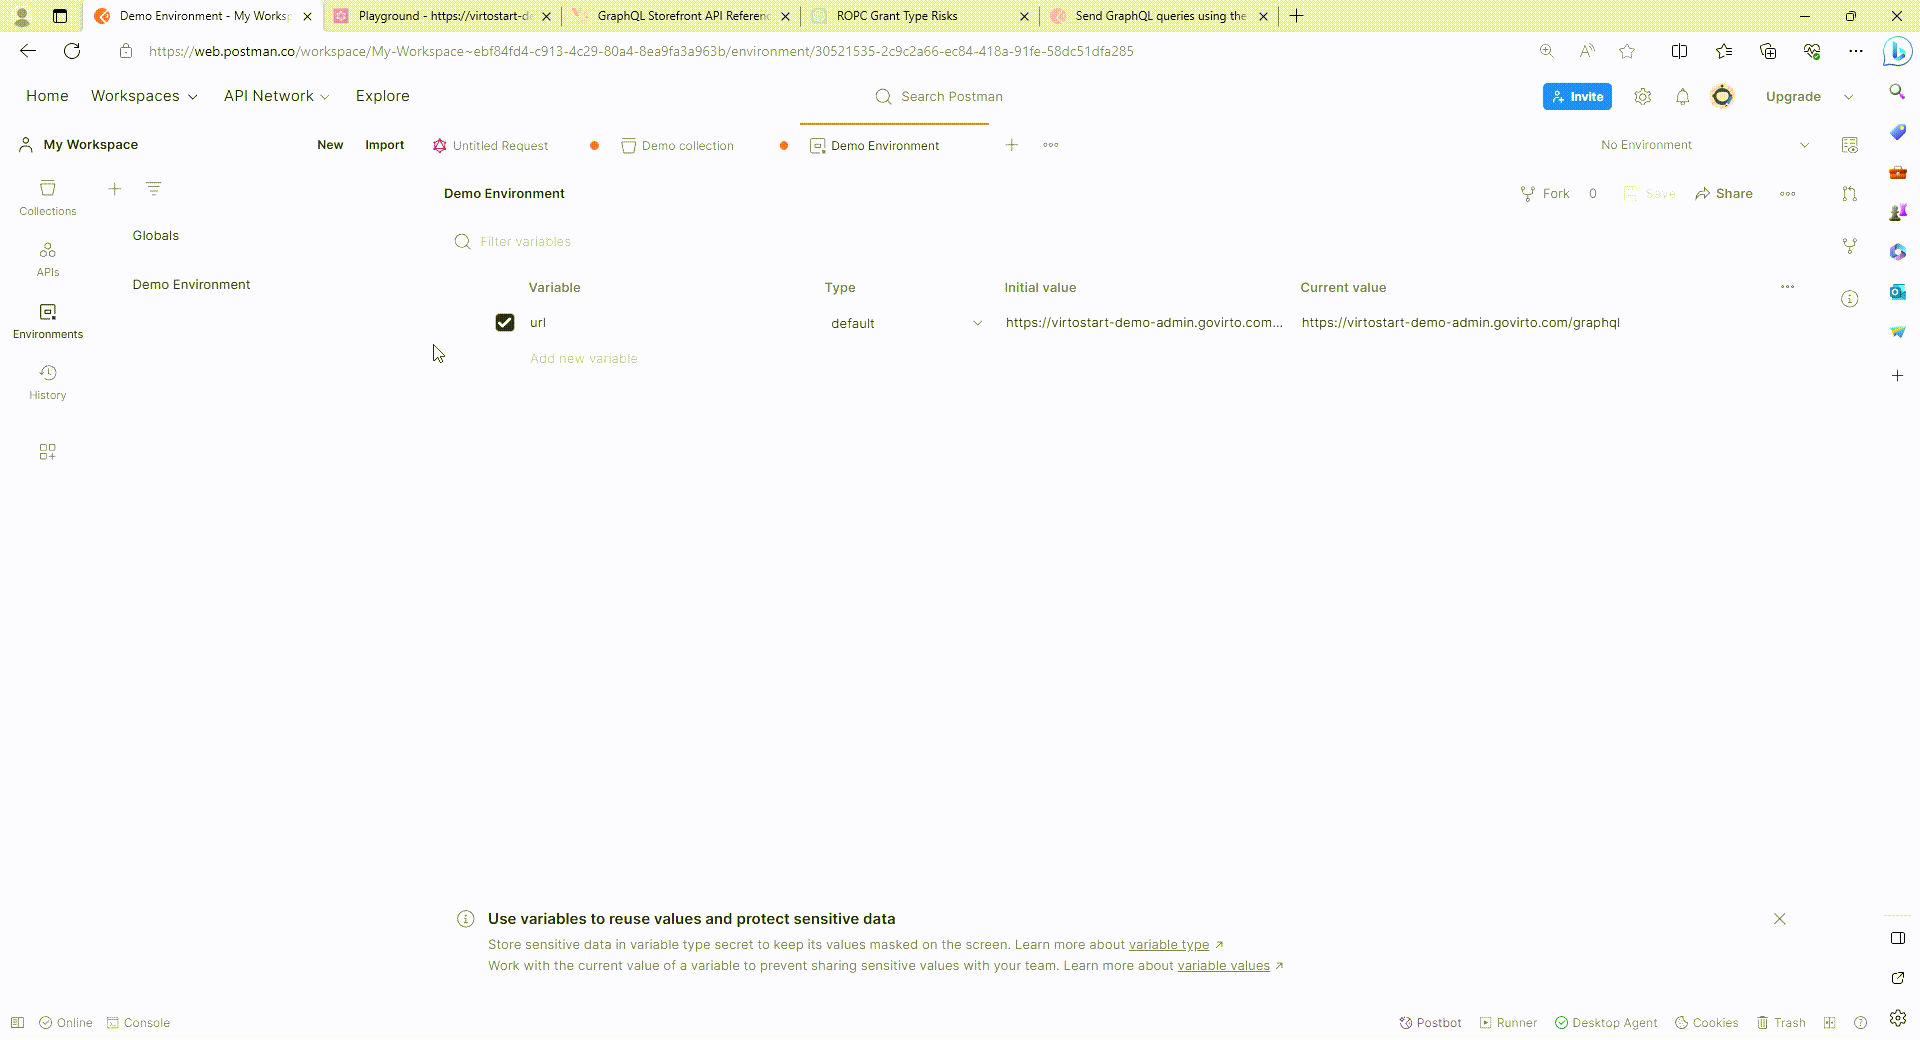 Demo Environment - My Works
Playground - https://virtostart-d
GraphQL Storefront API Referenc
ROPC Grant Type Risks
Send GraphQL queries using the
https://web.postman.co/workspace/My-Workspace~ebf84fd4-c913-4c29-80a4-8ea9fa3a963b/environment/30521535-2c9c2a66-ec84-418a-91fe-58dc51dfa285
Home Workspaces API Network Explore Search Postman Invite Upgrade
My Workspace New Import Untitled Request Demo collection Demo Environment No Environment
Collections
APIs
Environments
History
Globals
Demo Environment
Demo Environment Fork 0 Save Share
Filter variables
Variable Type Initial value Current value
url default https://virtostart-demo-admin.govirto.com... https://virtostart-demo-admin.govirto.com/graphql
Add new variable
Use variables to reuse values and protect sensitive data
Store sensitive data in variable type secret to keep its values masked on the screen. Learn more about variable type
Work with the current value of a variable to prevent sharing sensitive values with your team. Learn more about variable values
Online Console Postbot Runner Desktop Agent Cookies Trash